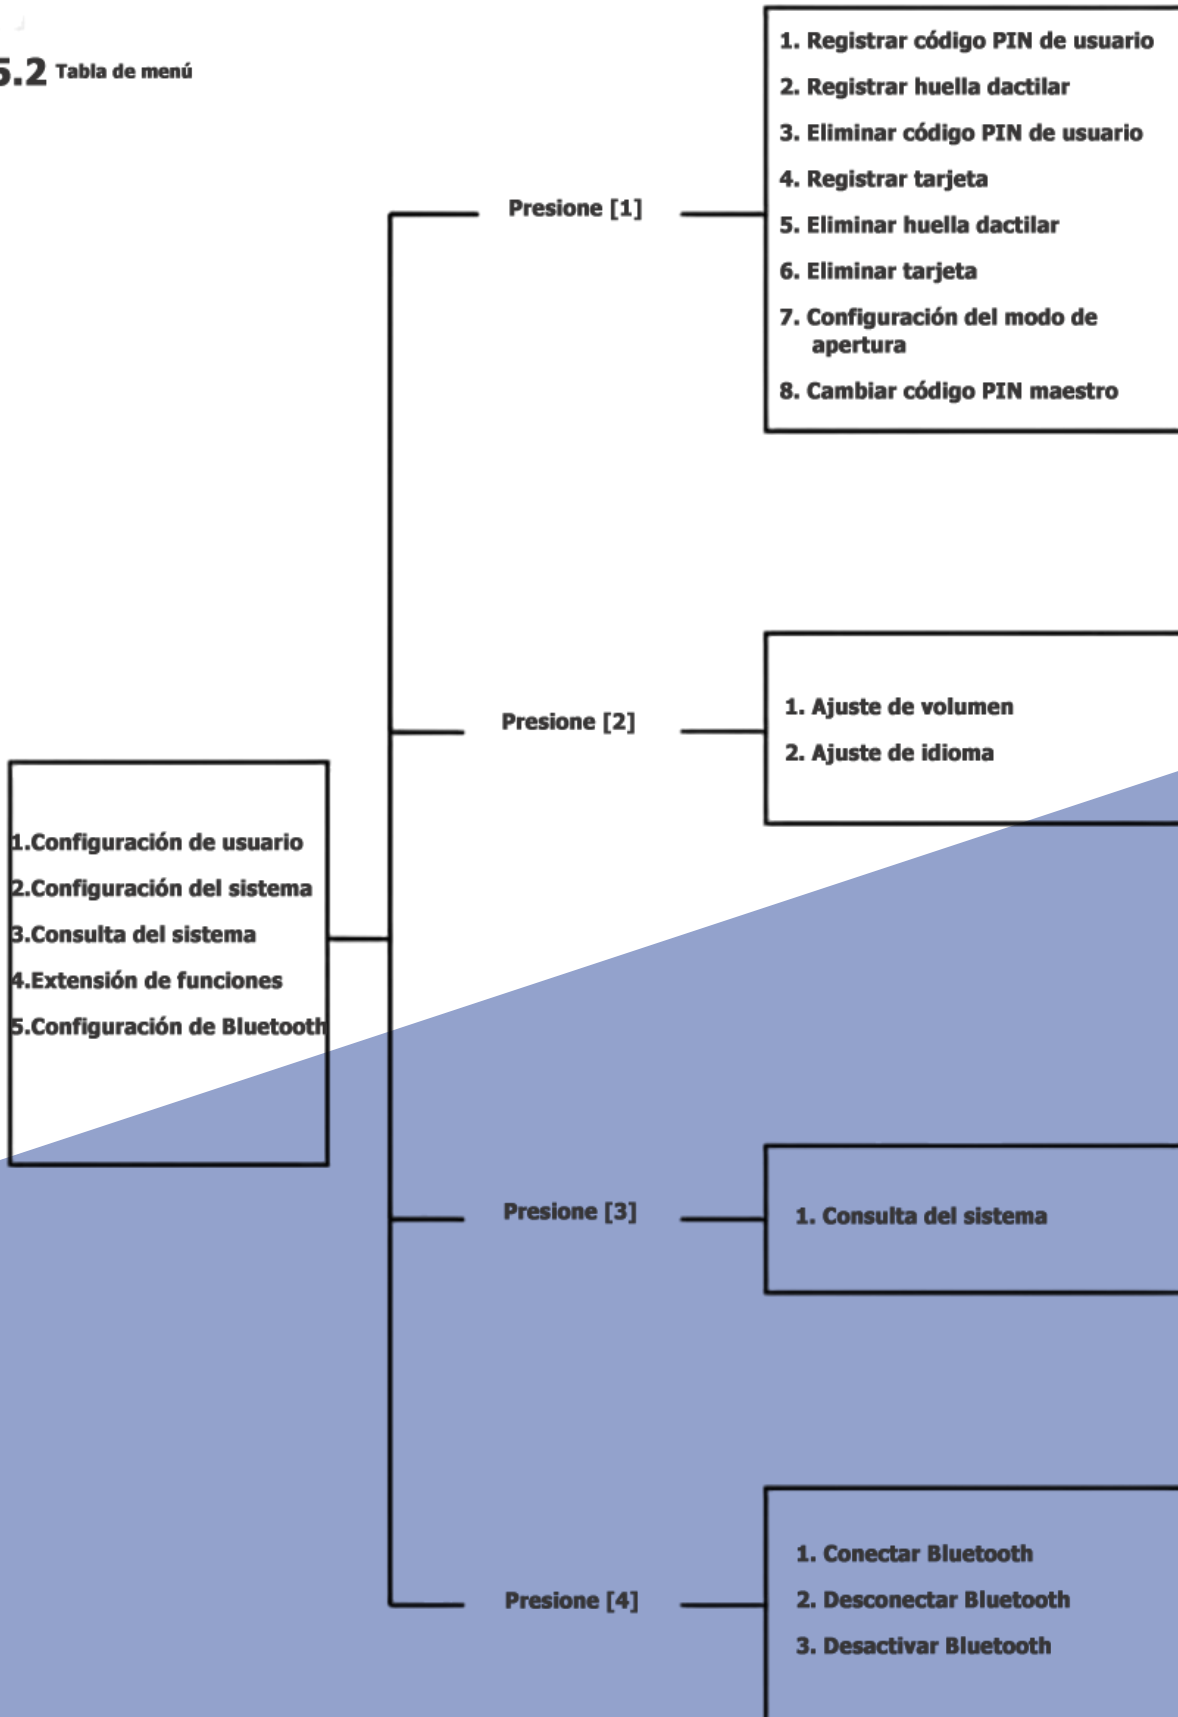 5.2 Tabla de menú
1. Registrar código PIN de usuario
2. Registrar huella dactilar
3. Eliminar código PIN de usuario
4. Registrar tarjeta
5. Eliminar huella dactilar
6. Eliminar tarjeta
7. Configuración del modo de
apertura
8. Cambiar código PIN maestro
Presione [1]
1. Ajuste de volumen
2. Ajuste de idioma
Presione [2]
1.Configuración de usuario
2.Configuración del sistema
3.Consulta del sistema
4.Extensión de funciones
5.Configuración de Bluetooth
Presione [3]
1. Consulta del sistema
Presione [4]
1. Conectar Bluetooth
2. Desconectar Bluetooth
3. Desactivar Bluetooth